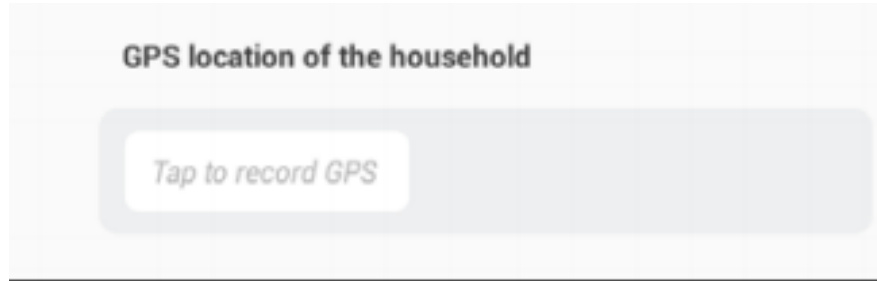 GPS location of the household
Tap to record GPS